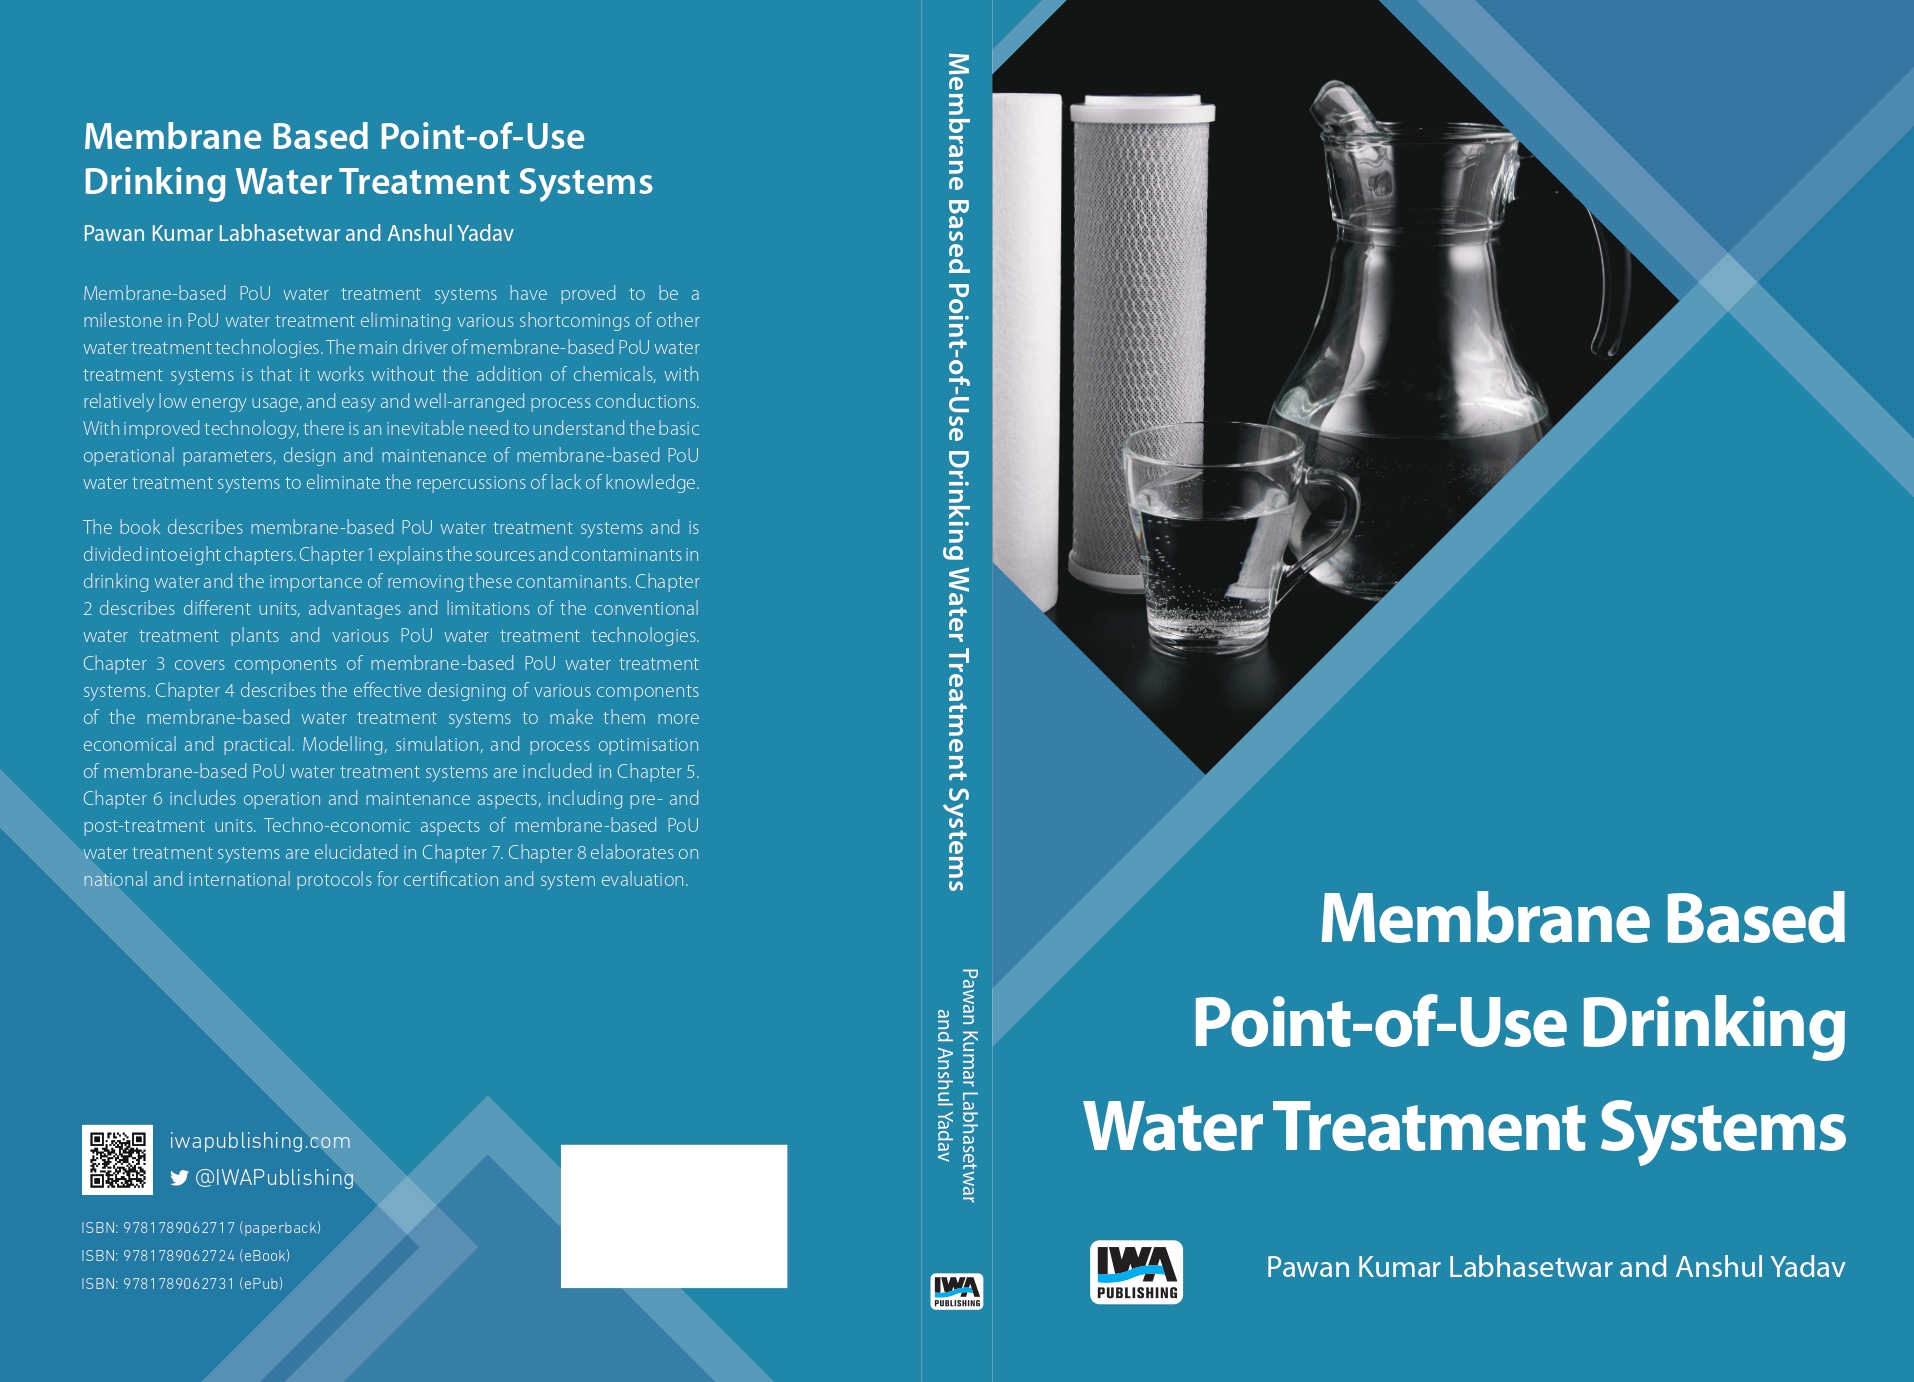 Membrane Based Point-of-Use
Drinking Water Treatment Systems
Pawan Kumar Labhasetwar and Anshul Yadav
Membrane-based PoU water treatment systems have proved to be a
milestone in PoU water treatment eliminating various shortcomings of other
water treatment technologies. The main driver of membrane-based PoU water
treatment systems is that it works without the addition of chemicals, with
relatively low energy usage, and easy and well-arranged process conductions.
With improved technology, there is an inevitable need to understand the basic
operational parameters, design and maintenance of membrane-based PoU
water treatment systems to eliminate the repercussions of lack of knowledge.
The book describes membrane-based PoU water treatment systems and is
divided into eight chapters. Chapter 1 explains the sources and contaminants in
drinking water and the importance of removing these contaminants. Chapter
2 describes different units, advantages and limitations of the conventional
water treatment plants and various PoU water treatment technologies.
Chapter 3 covers components of membrane-based PoU water treatment
systems. Chapter 4 describes the effective designing of various components
of the membrane-based water treatment systems to make them more
economical and practical. Modelling, simulation, and process optimisation
of membrane-based PoU water treatment systems are included in Chapter 5.
Chapter 6 includes operation and maintenance aspects, including pre- and
post-treatment units. Techno-economic aspects of membrane-based PoU
water treatment systems are elucidated in Chapter 7. Chapter 8 elaborates on
national and international protocols for certification and system evaluation.
iwapublishing.com
@IWAPublishing
ISBN: 9781789062717 (paperback)
ISBN: 9781789062724 (eBook)
ISBN: 9781789062731 (ePub)
Membrane Based Point-of-Use Drinking Water Treatment Systems
Pawan Kumar Labhasetwar
and Anshul Yadav
IWA
PUBLISHING
Membrane Based
Point-of-Use Drinking
Water Treatment Systems
IWA
PUBLISHING
Pawan Kumar Labhasetwar and Anshul Yadav